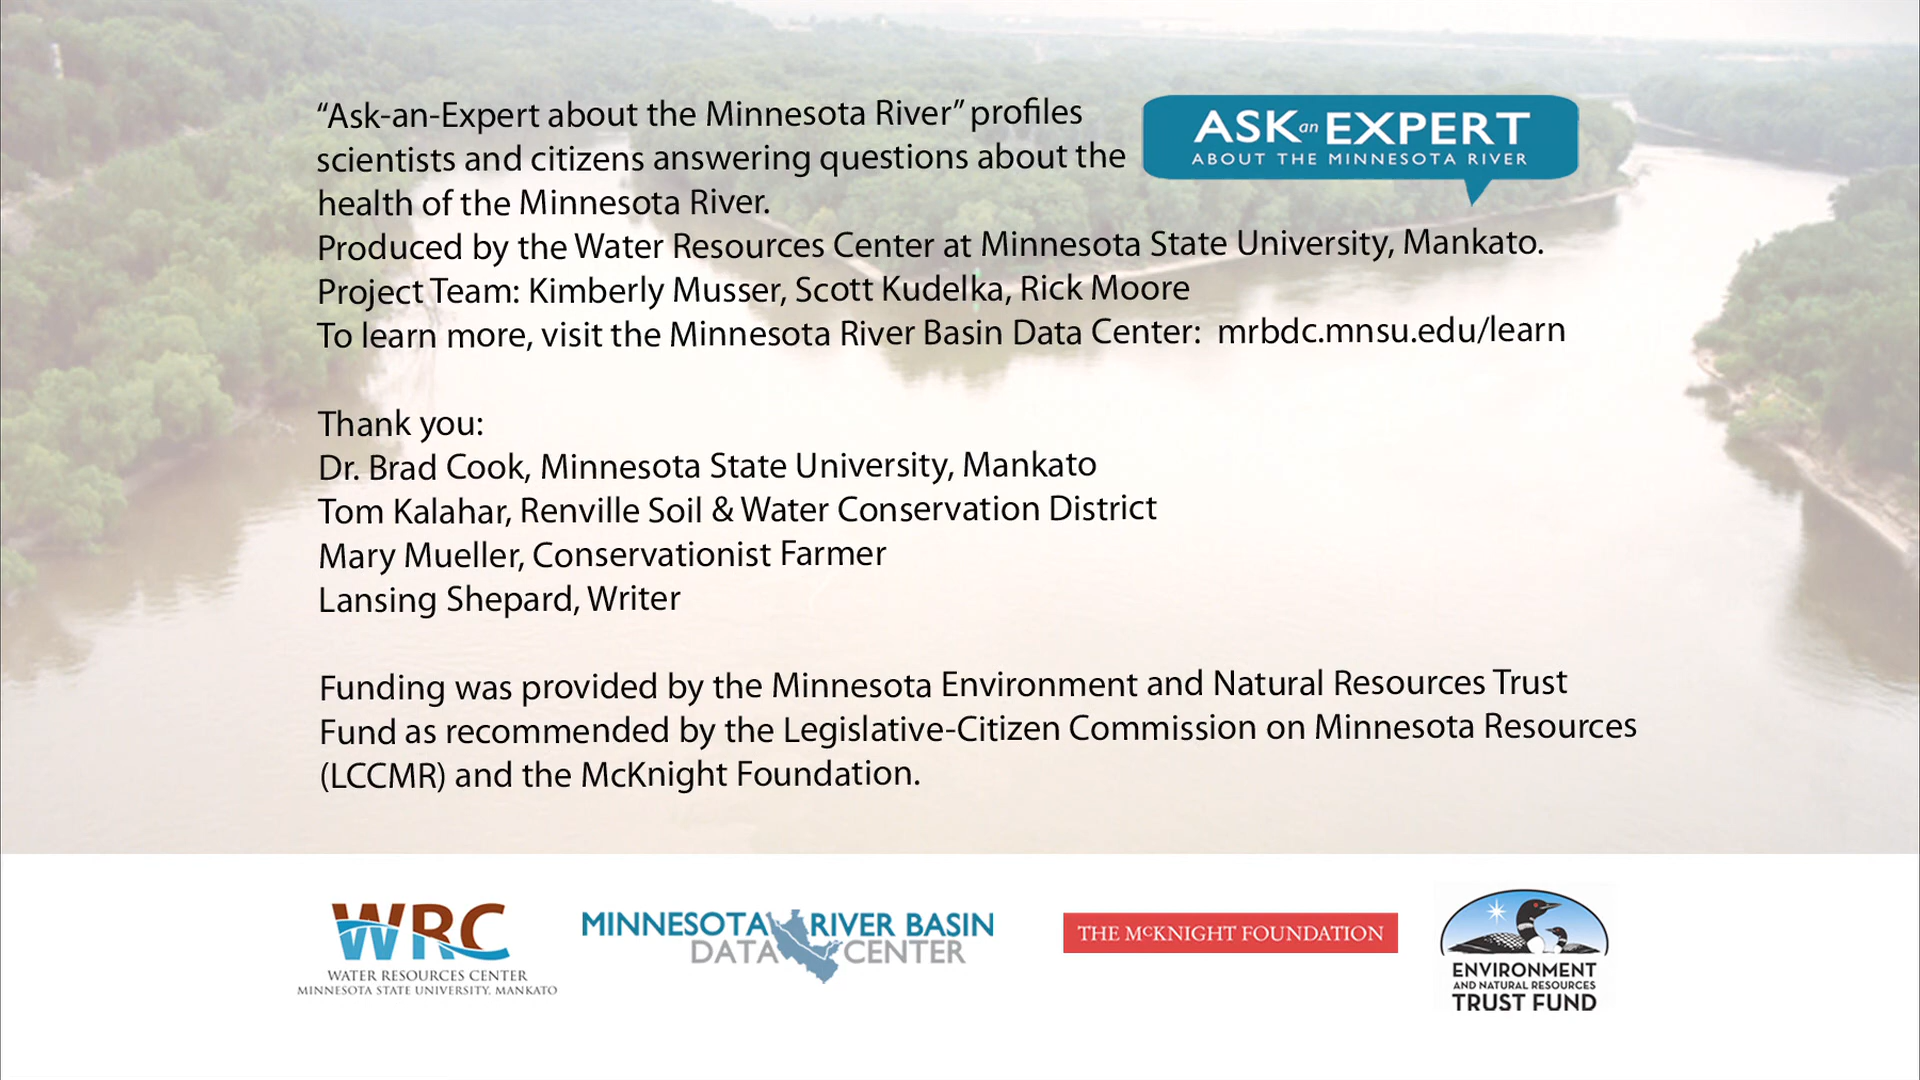 “Ask-an-Expert about the Minnesota River” profiles
scientists and citizens answering questions about the
health of the Minnesota River.
ASK an EXPERT
ABOUT THE MINNESOTA RIVER
Produced by the Water Resources Center at Minnesota State University, Mankato.
Project Team: Kimberly Musser, Scott Kudelka, Rick Moore
To learn more, visit the Minnesota River Basin Data Center:  mrbdc.mnsu.edu/learn
Thank you:
Dr. Brad Cook, Minnesota State University, Mankato
Tom Kalahar, Renville Soil & Water Conservation District
Mary Mueller, Conservationist Farmer
Lansing Shepard, Writer
Funding was provided by the Minnesota Environment and Natural Resources Trust
Fund as recommended by the Legislative-Citizen Commission on Minnesota Resources
(LCCMR) and the McKnight Foundation.
WRC
WATER RESOURCES CENTER
MINNESOTA STATE UNIVERSITY, MANKATO
MINNESOTA RIVER BASIN
DATA CENTER
THE MCKNIGHT FOUNDATION
ENVIRONMENT
AND NATURAL RESOURCES
TRUST FUND